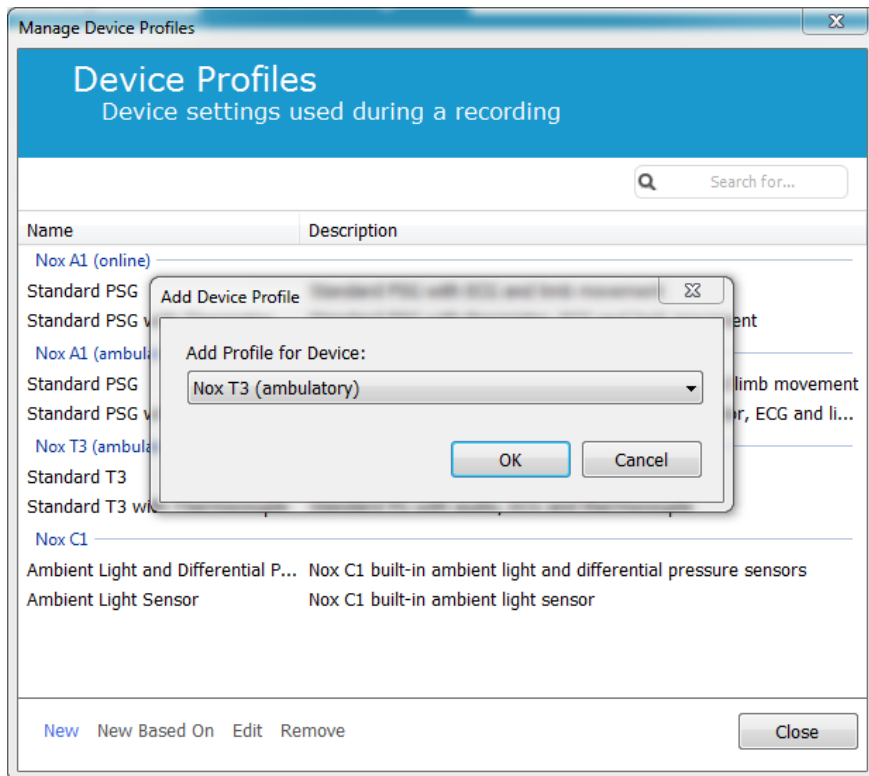 Manage Device Profiles
Device Profiles
Device settings used during a recording
Search for...
Name Description
Nox A1 (online)
Standard PSG
Standard PSG
ent
Nox A1
Standard PSG limb movement
Standard PSG , ECG and li...
Nox T3
Standard T3
Standard T3
Add Device Profile
Add Profile for Device:
Nox T3 (ambulatory)
OK Cancel
Nox C1
Ambient Light and Differential P... Nox C1 built-in ambient light and differential pressure sensors
Ambient Light Sensor Nox C1 built-in ambient light sensor
New New Based On Edit Remove Close